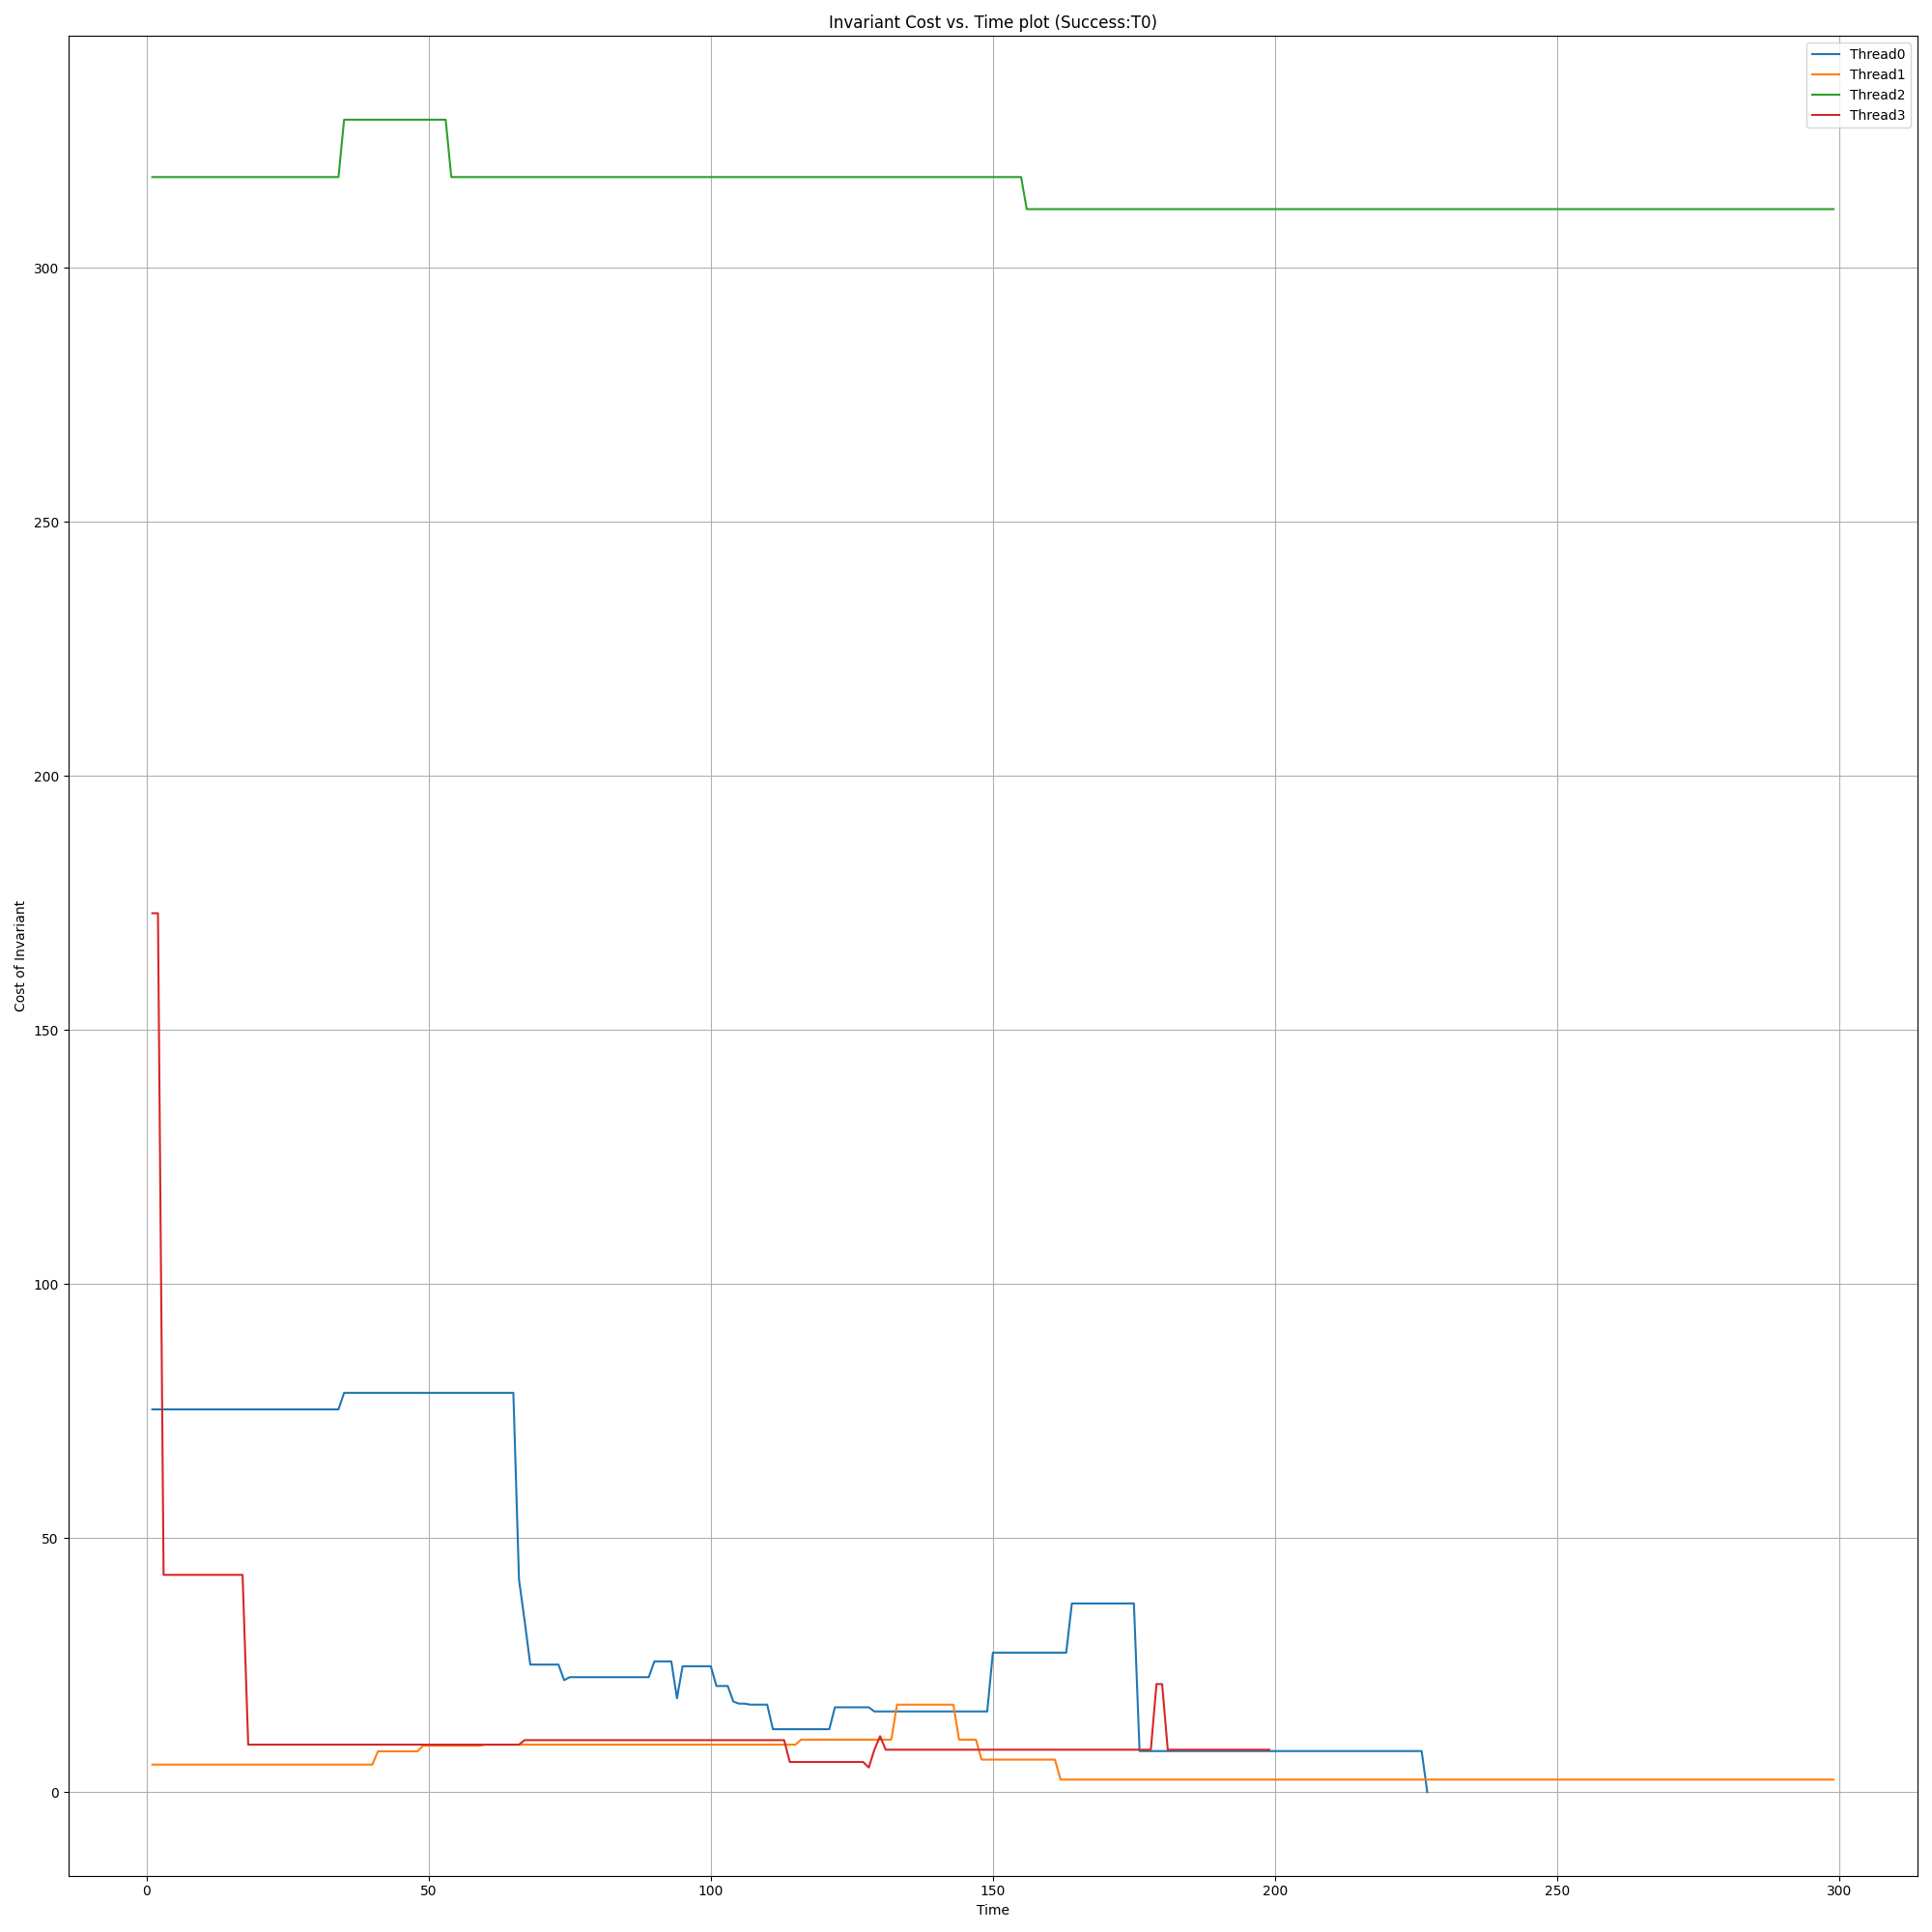 Invariant Cost vs. Time plot (Success:T0)
Thread0
Thread1
Thread2
Thread3
300
250
200
150
100
50
0
Cost of Invariant
0 50 100 150 200 250 300
Time